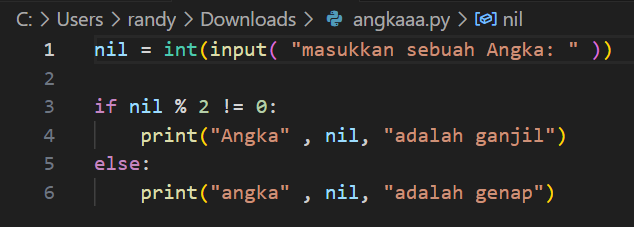 C: > Users > randy > Downloads > angkaaa.py > nil
1 nil = int(input( "masukkan sebuah Angka: " ))
2
3 if nil % 2 != 0:
4     print("Angka" , nil, "adalah ganjil")
5 else:
6     print("angka" , nil, "adalah genap")